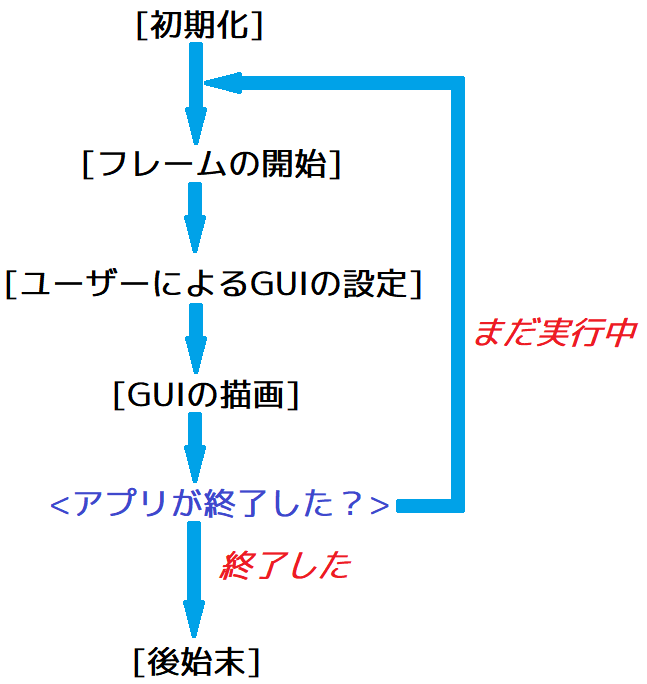 [初期化]
[フレームの開始]
[ユーザーによるGUIの設定]
まだ実行中
[GUIの描画]
<アプリが終了した？>
終了した
[後始末]